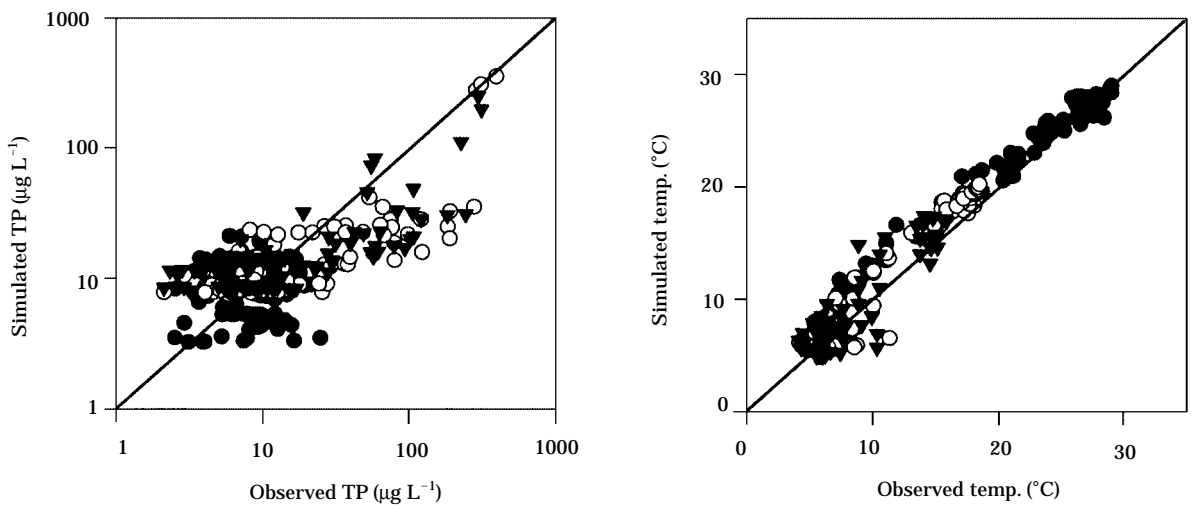 1000
100
10
1
Simulated TP (µg L⁻¹)
1 10 100 1000
Observed TP (µg L⁻¹)
30
20
10
0
Simulated temp. (°C)
0 10 20 30
Observed temp. (°C)